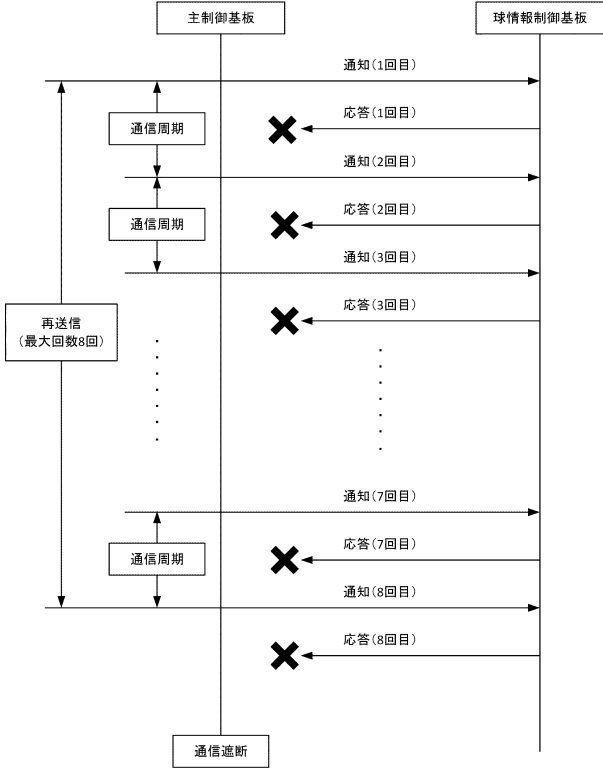 主制御基板
球情報制御基板
通知(1回目)
応答(1回目)
通信周期
通知(2回目)
応答(2回目)
通信周期
通知(3回目)
応答(3回目)
再送信
(最大回数8回)
通知(7回目)
応答(7回目)
通信周期
通知(8回目)
応答(8回目)
通信遮断